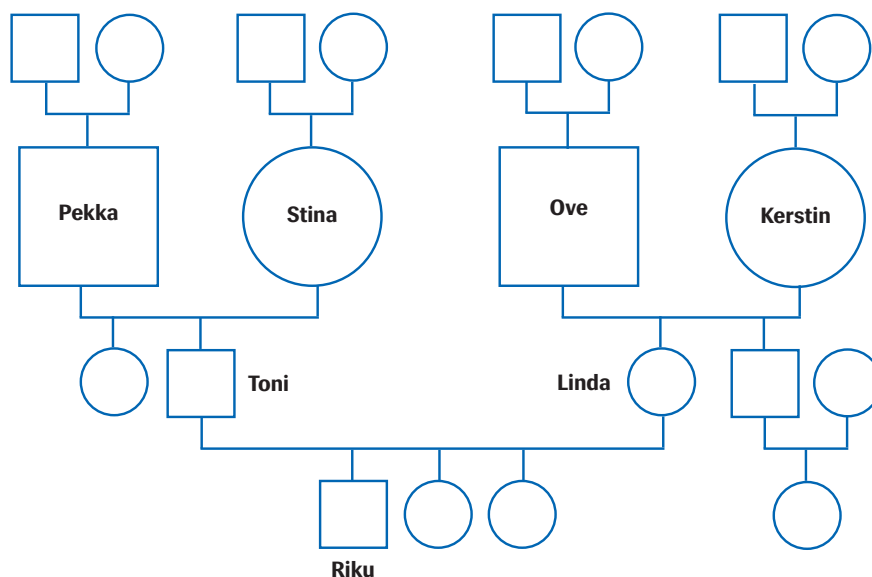 Pekka
Stina
Ove
Kerstin
Toni
Linda
Riku